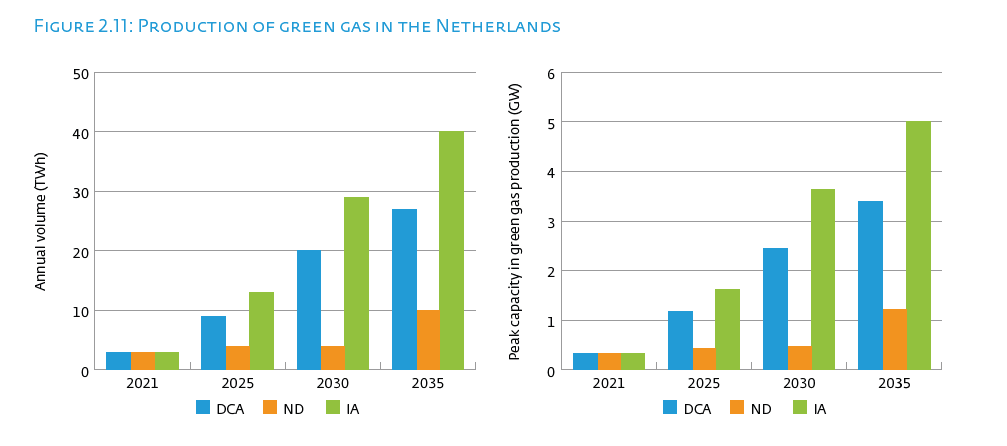 FIGURE 2.11: PRODUCTION OF GREEN GAS IN THE NETHERLANDS
Annual volume (TWh)
50
40
30
20
10
0
2021 2025 2030 2035
DCA ND IA
Peak capacity in green gas production (GW)
6
5
4
3
2
1
0
2021 2025 2030 2035
DCA ND IA